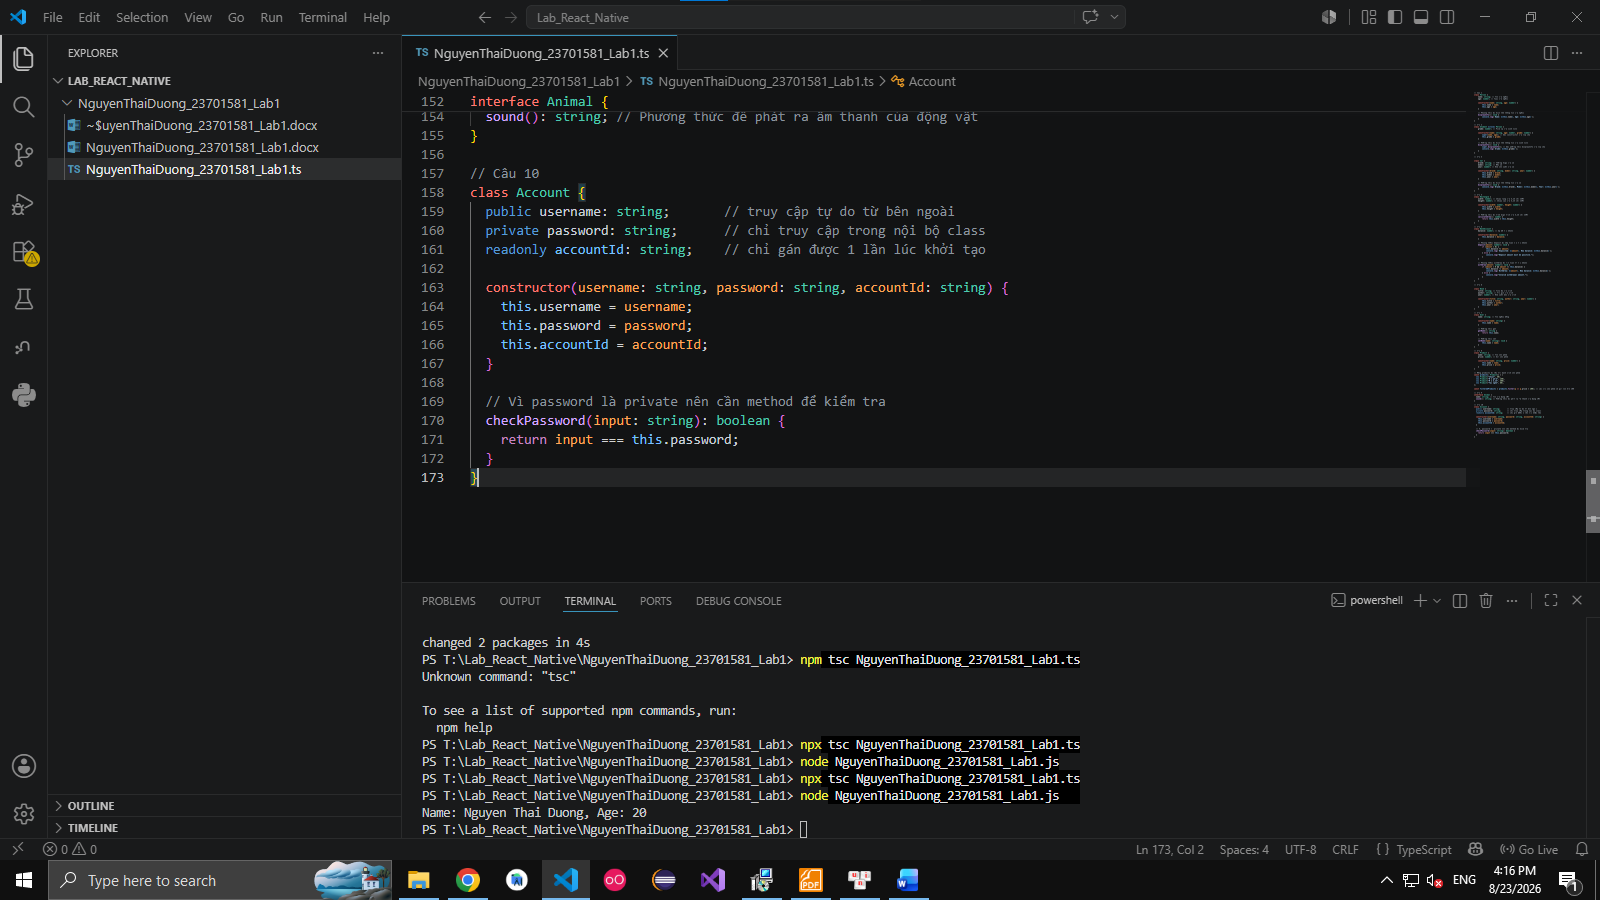 File Edit Selection View Go Run Terminal Help
Lab_React_Native
EXPLORER
LAB_REACT_NATIVE
NguyenThaiDuong_23701581_Lab1
~$uyenThaiDuong_23701581_Lab1.docx
NguyenThaiDuong_23701581_Lab1.docx
TS NguyenThaiDuong_23701581_Lab1.ts
OUTLINE
TIMELINE
TS NguyenThaiDuong_23701581_Lab1.ts
NguyenThaiDuong_23701581_Lab1 > TS NguyenThaiDuong_23701581_Lab1.ts > Account
152 interface Animal {
154 sound(): string; // Phương thức để phát ra âm thanh của động vật
155 }
156
157 // Câu 10
158 class Account {
159 public username: string; // truy cập tự do từ bên ngoài
160 private password: string; // chỉ truy cập trong nội bộ class
161 readonly accountId: string; // chỉ gán được 1 lần lúc khởi tạo
162
163 constructor(username: string, password: string, accountId: string) {
164 this.username = username;
165 this.password = password;
166 this.accountId = accountId;
167 }
168
169 // Vì password là private nên cần method để kiểm tra
170 checkPassword(input: string): boolean {
171 return input === this.password;
172 }
173 }
PROBLEMS OUTPUT TERMINAL PORTS DEBUG CONSOLE
powershell
changed 2 packages in 4s
PS T:\Lab_React_Native\NguyenThaiDuong_23701581_Lab1> npm tsc NguyenThaiDuong_23701581_Lab1.ts
Unknown command: "tsc"
To see a list of supported npm commands, run:
npm help
PS T:\Lab_React_Native\NguyenThaiDuong_23701581_Lab1> npx tsc NguyenThaiDuong_23701581_Lab1.ts
PS T:\Lab_React_Native\NguyenThaiDuong_23701581_Lab1> node NguyenThaiDuong_23701581_Lab1.js
PS T:\Lab_React_Native\NguyenThaiDuong_23701581_Lab1> npx tsc NguyenThaiDuong_23701581_Lab1.ts
PS T:\Lab_React_Native\NguyenThaiDuong_23701581_Lab1> node NguyenThaiDuong_23701581_Lab1.js
Name: Nguyen Thai Duong, Age: 20
PS T:\Lab_React_Native\NguyenThaiDuong_23701581_Lab1>
0 0
Ln 173, Col 2 Spaces: 4 UTF-8 CRLF { } TypeScript Go Live
Type here to search
PDF
ENG
4:16 PM
8/23/2026
1